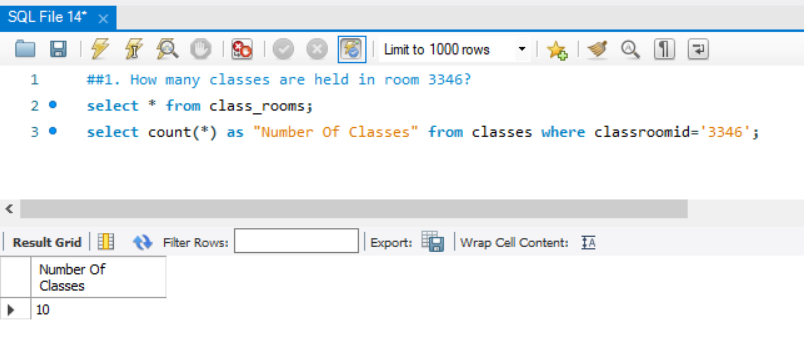 SQL File 14* ×
Limit to 1000 rows
1 ##1. How many classes are held in room 3346?
2 select * from class_rooms;
3 select count(*) as "Number Of Classes" from classes where classroomid='3346';
Result Grid Filter Rows: Export: Wrap Cell Content: IA
Number Of
Classes
10